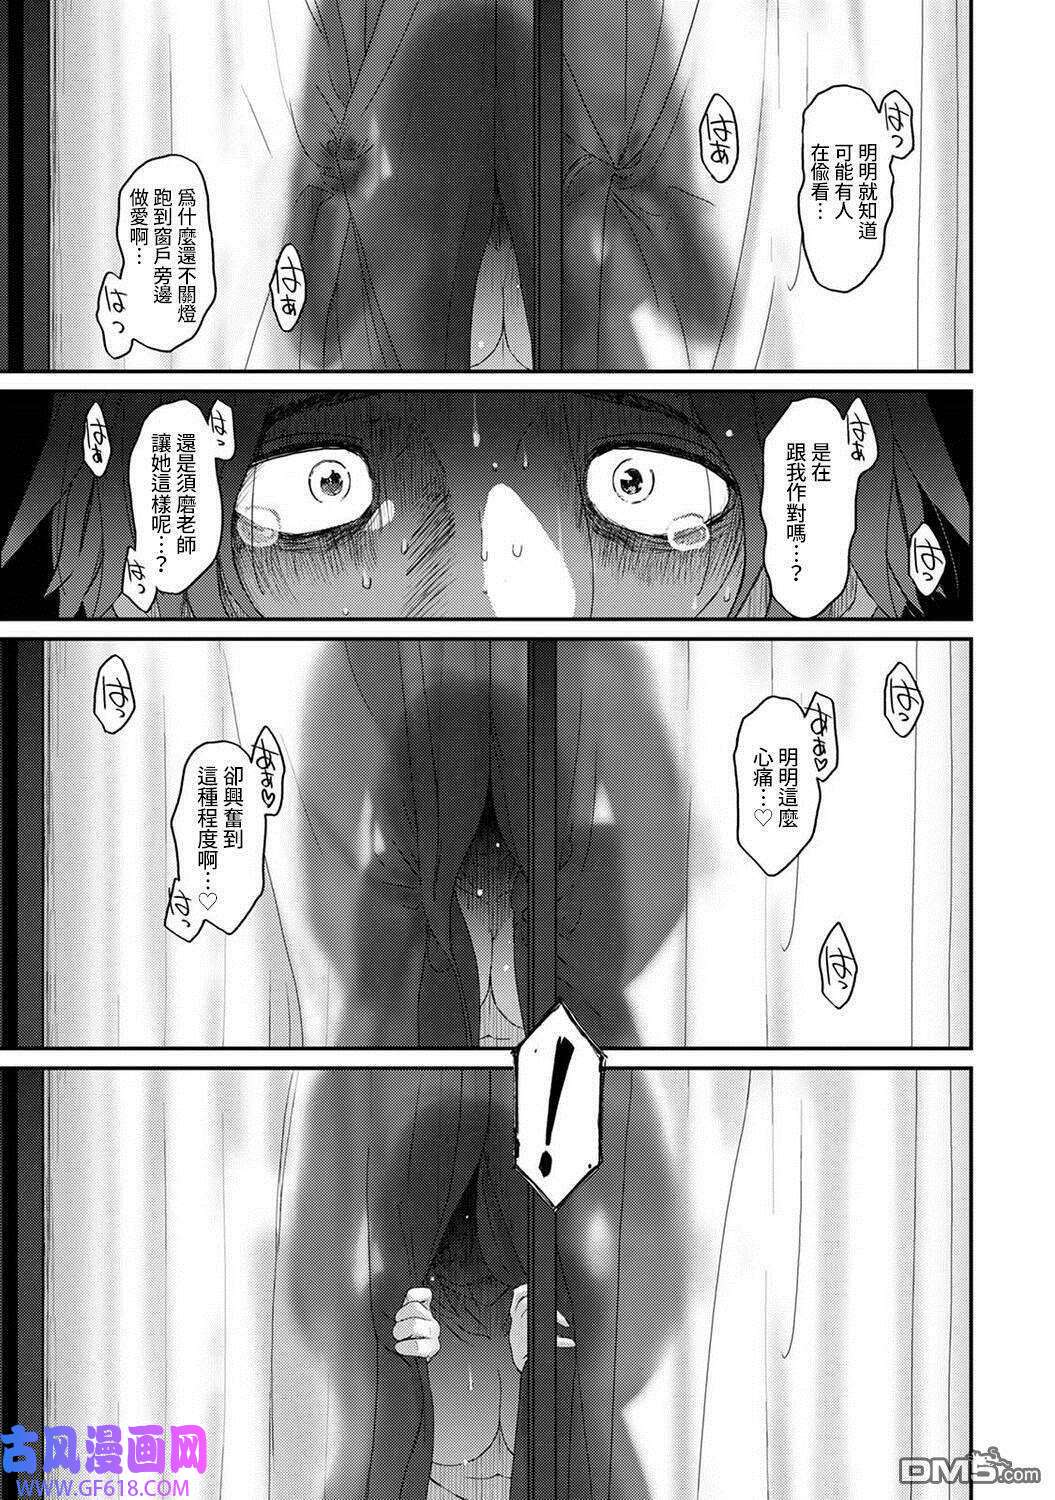 はっ
明明就知道
可能有人
在偷看…
はぁ
はぁ
爲什麼還不關燈
跑到窗戶旁邊
做愛啊…
はっ
はっ
是在
跟我作對嗎…？
はっ
はっ
還是須磨老師
讓她這樣呢…？
はぁ
はっ
はっ
あぁ♡
明明這麼
心痛…♡
はっ
あぁ♡
卻興奮到
這種程度啊…♡
はっ
はっ
！
古风漫画网
WWW.GF618.COM
DM5.com